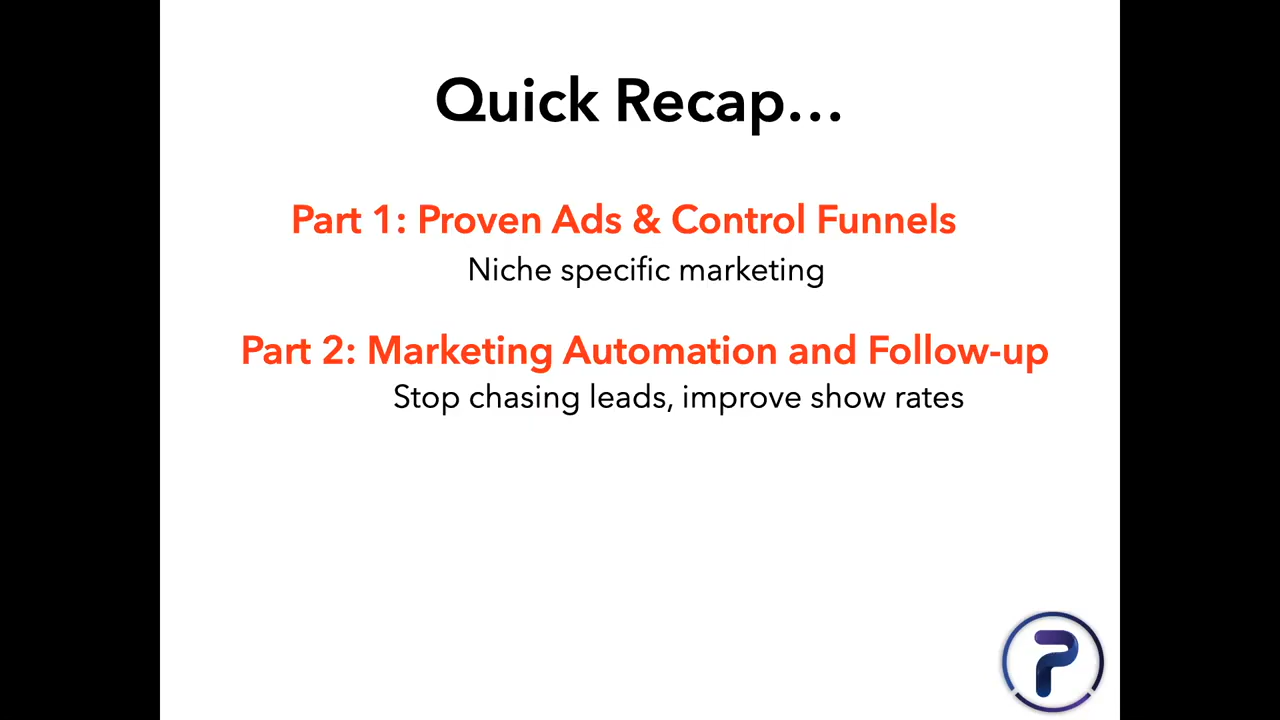 Quick Recap...
Part 1: Proven Ads & Control Funnels
Niche specific marketing
Part 2: Marketing Automation and Follow-up
Stop chasing leads, improve show rates
P